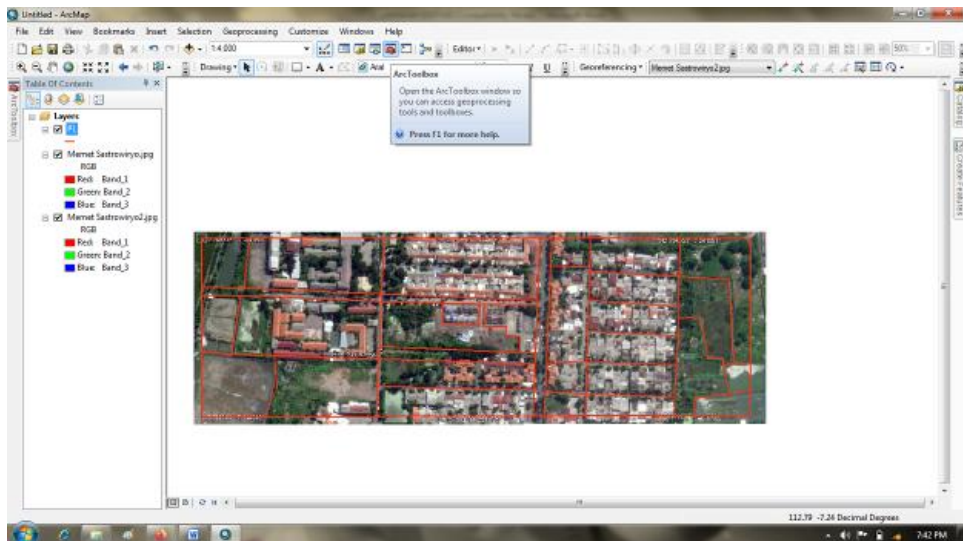 Untitled - ArcMap
File Edit View Bookmarks Insert Selection Geoprocessing Customize Windows Help
1:4.000
Editor
Drawing
Arial
Georeferencing
Memet Sastrowiryo2.jpg
ArcToolbox
Open the ArcToolbox window so
you can access geoprocessing
tools and toolboxes.
Press F1 for more help.
ArcToolbox
Table Of Contents
Layers
Memet Sastrowiryo.jpg
RGB
Red: Band_1
Green: Band_2
Blue: Band_3
Memet Sastrowiryo2.jpg
RGB
Red: Band_1
Green: Band_2
Blue: Band_3
Catalog
Create Features
112.79 -7.24 Decimal Degrees
7:42 PM